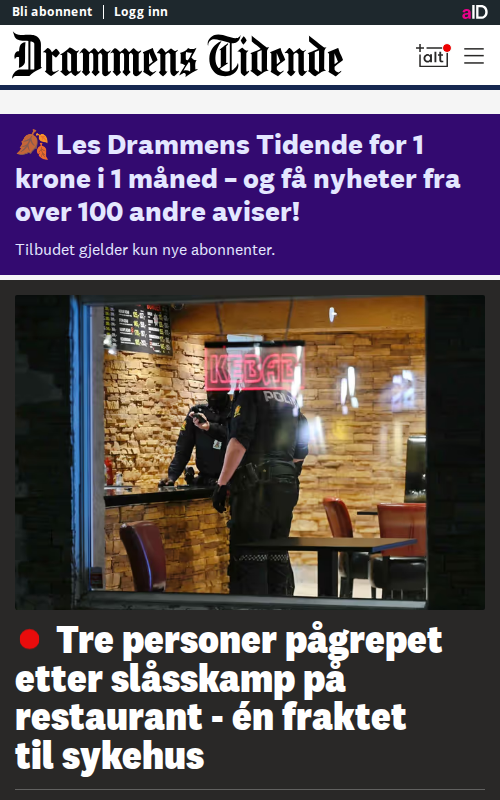 Bli abonnent | Logg inn
aID
Drammens Tidende
+alt
🍂 Les Drammens Tidende for 1
krone i 1 måned – og få nyheter fra
over 100 andre aviser!
Tilbudet gjelder kun nye abonnenter.
KEBAB
Tre personer pågrepet
etter slåsskamp på
restaurant - én fraktet
til sykehus